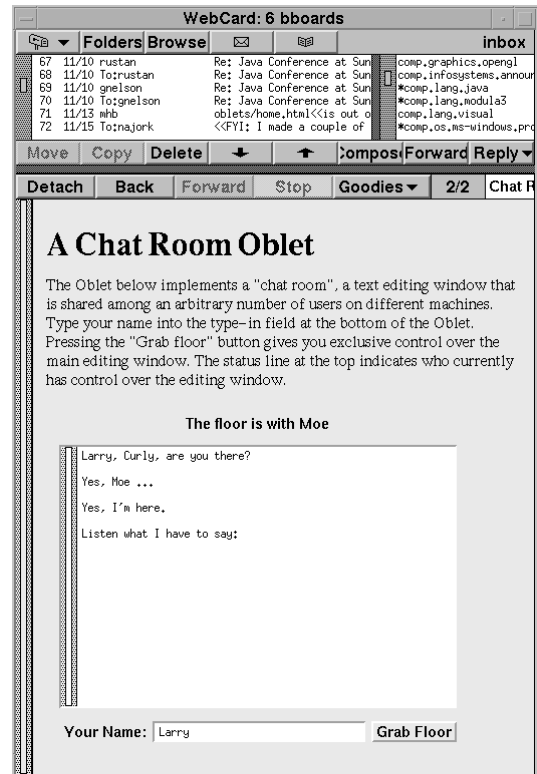 WebCard: 6 bboards
Folders Browse inbox
67 11/10 rustan Re: Java Conference at Sun
68 11/10 To:rustan Re: Java Conference at Sun
69 11/10 gnelson Re: Java Conference at Sun
70 11/10 To:gnelson Re: Java Conference at Sun
71 11/13 mhb oblets/home.html<<is out o
72 11/15 To:najork <<FYI: I made a couple of
comp.graphics.opengl
comp.infosystems.announ
*comp.lang.java
*comp.lang.modula3
comp.lang.visual
*comp.os.ms-windows.pro
Move Copy Delete Compos Forward Reply
Detach Back Forward Stop Goodies 2/2 Chat R
A Chat Room Oblet
The Oblet below implements a "chat room", a text editing window that
is shared among an arbitrary number of users on different machines.
Type your name into the type-in field at the bottom of the Oblet.
Pressing the "Grab floor" button gives you exclusive control over the
main editing window. The status line at the top indicates who currently
has control over the editing window.
The floor is with Moe
Larry, Curly, are you there?
Yes, Moe ...
Yes, I'm here.
Listen what I have to say:
Your Name: Larry Grab Floor